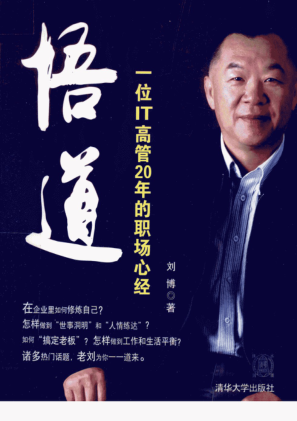 悟道
一位IT高管20年的职场心经
刘博◎著
在企业里如何修炼自己?
怎样做到“世事洞明”和“人情练达”?
如何“搞定老板”? 怎样做到工作和生活平衡?
诸多热门话题,老刘为你一一道来。
清华大学出版社